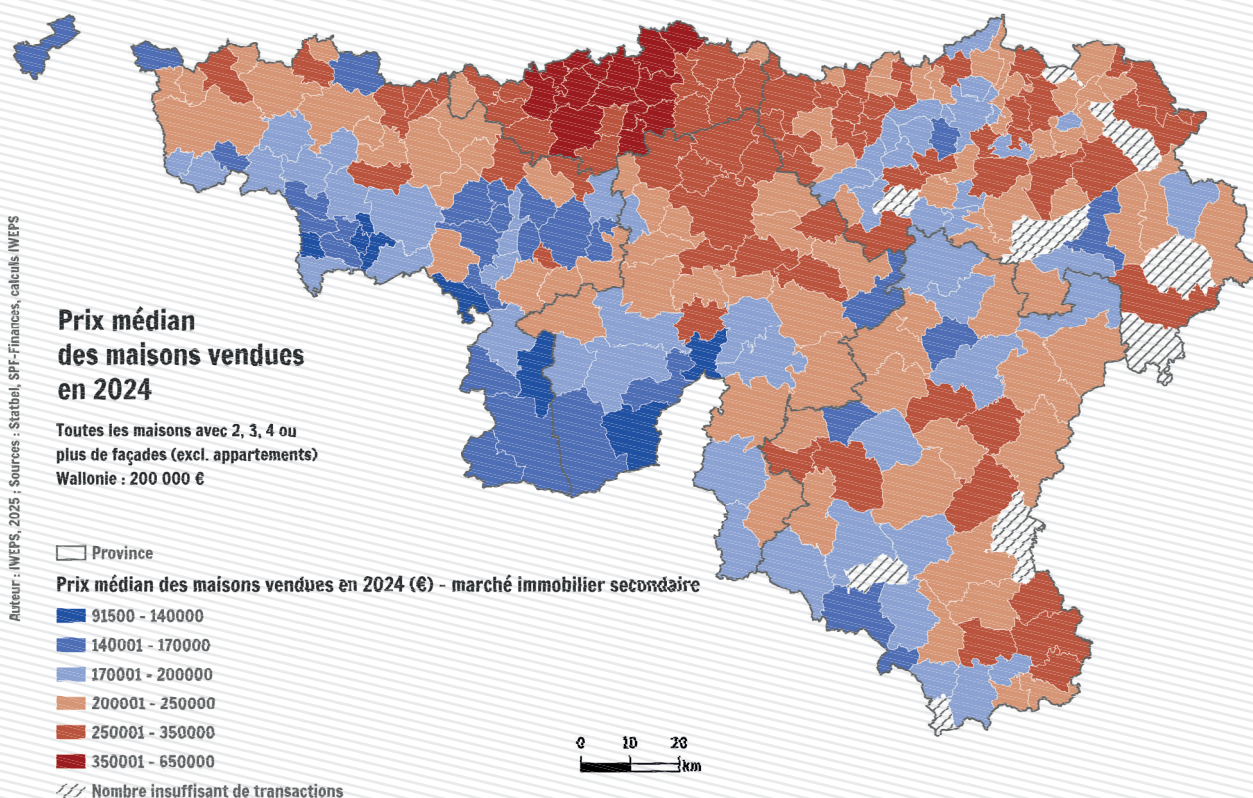 Prix médian
des maisons vendues
en 2024
Toutes les maisons avec 2, 3, 4 ou
plus de façades (excl. appartements)
Wallonie : 200 000 €
Auteur : IWEPS, 2025 ; Sources : Statbel, SPF-Finances, calculs IWEPS
Province
Prix médian des maisons vendues en 2024 (€) - marché immobilier secondaire
91500 - 140000
140001 - 170000
170001 - 200000
200001 - 250000
250001 - 350000
350001 - 650000
Nombre insuffisant de transactions
0 10 20
km